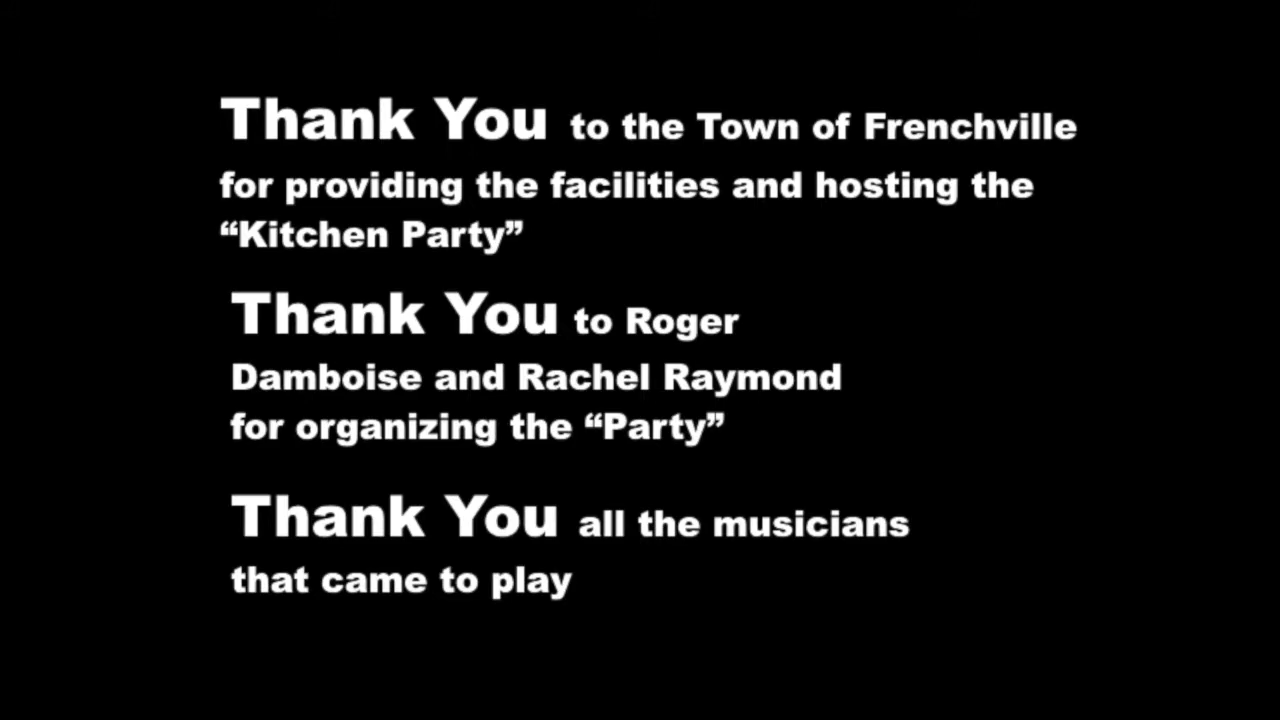 Thank You to the Town of Frenchville
for providing the facilities and hosting the
“Kitchen Party”
Thank You to Roger
Damboise and Rachel Raymond
for organizing the “Party”
Thank You all the musicians
that came to play